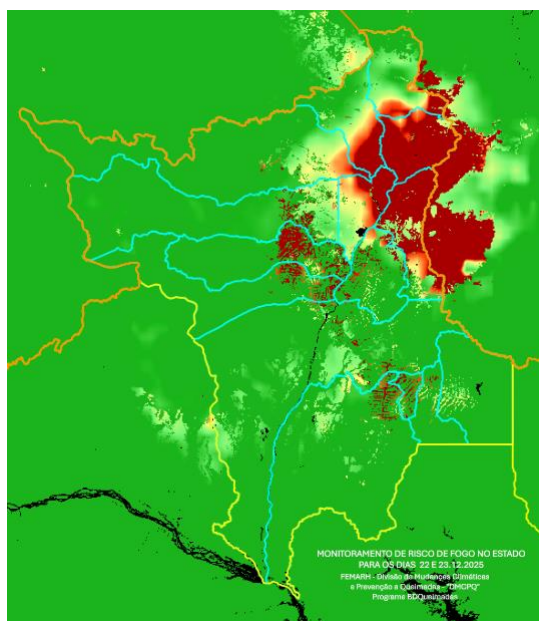 MONITORAMENTO DE RISCO DE FOGO NO ESTADO
PARA OS DIAS 22 E 23.12.2025
FEMARH - Divisão de Mudanças Climáticas
e Prevenção a Queimadas - "DMCPQ"
Programa BDQueimadas